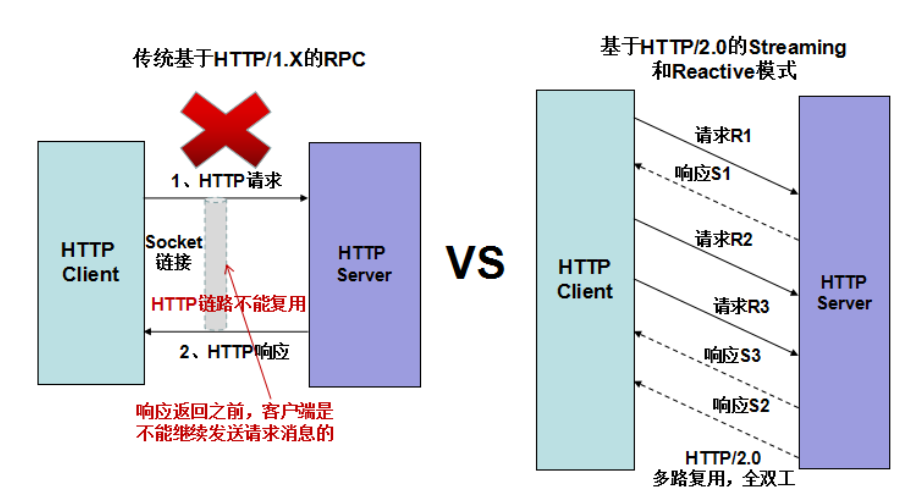 传统基于HTTP/1.X的RPC
1、HTTP请求
HTTP
Client
Socket
链接
HTTP
Server
HTTP链路不能复用
2、HTTP响应
响应返回之前，客户端是
不能继续发送请求消息的
VS
基于HTTP/2.0的Streaming
和Reactive模式
请求R1
响应S1
请求R2
HTTP
Client
HTTP
Server
请求R3
响应S3
响应S2
HTTP/2.0
多路复用，全双工